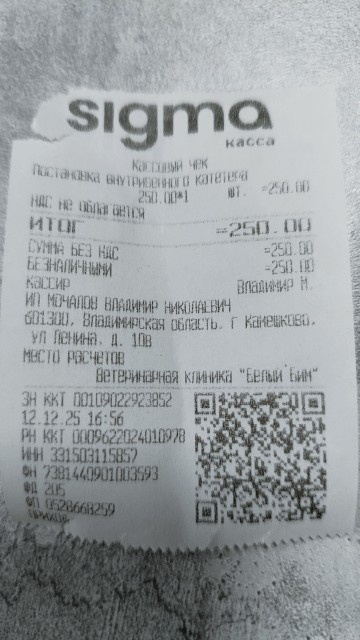 sigma
касса
Кассовый чек
Постановка внутривенного катетера
250.00*1 шт. =250.00
НДС не облагается
ИТОГ =250.00
СУММА БЕЗ НДС =250.00
БЕЗНАЛИЧНЫМИ =250.00
КАССИР Владимир М.
ИП МОЧАЛОВ ВЛАДИМИР НИКОЛАЕВИЧ
601300, Владимирская область, г Камешково,
ул Ленина, д. 10в
МЕСТО РАСЧЕТОВ
Ветеринарная клиника "Белый Бим"
ЗН ККТ 00109022923852
12.12.25 16:56
РН ККТ 0009622024010978
ИНН 331503115857
ФН 7381440901003593
ФД 205
ФП 0528668259
ПРИХОД